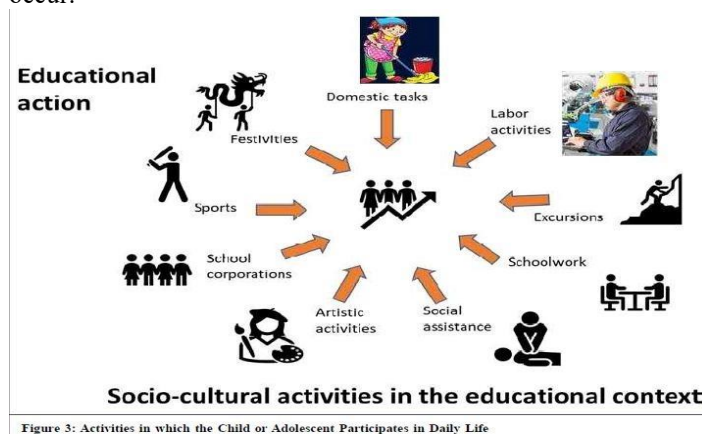 occur.
Educational
action
Domestic tasks
Labor
activities
Festivities
Sports
Excursions
School
corporations
Schoolwork
Artistic
activities
Social
assistance
Socio-cultural activities in the educational context
Figure 3: Activities in which the Child or Adolescent Participates in Daily Life